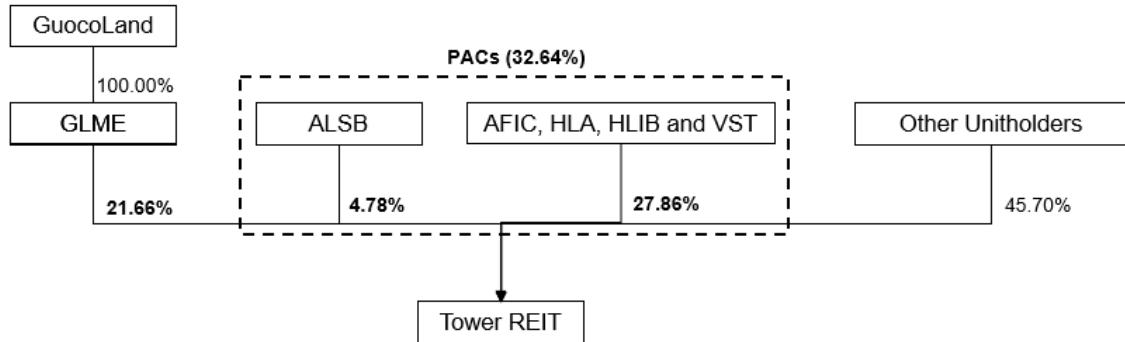 GuocoLand
PACs (32.64%)
100.00%
GLME
ALSB
AFIC, HLA, HLIB and VST
Other Unitholders
21.66%
4.78%
27.86%
45.70%
Tower REIT